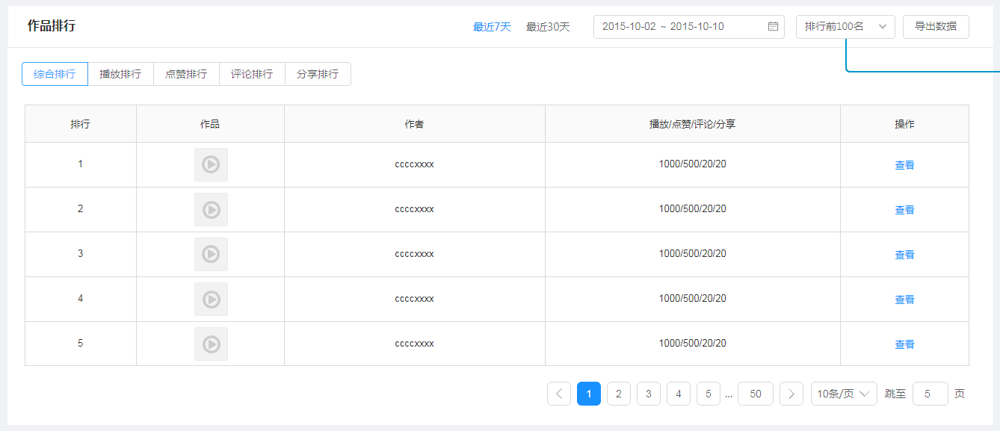 作品排行
最近7天 最近30天 2015-10-02 ~ 2015-10-10 排行前100名 导出数据
综合排行 播放排行 点赞排行 评论排行 分享排行
排行 作品 作者 播放/点赞/评论/分享 操作
1 ccccxxxx 1000/500/20/20 查看
2 ccccxxxx 1000/500/20/20 查看
3 ccccxxxx 1000/500/20/20 查看
4 ccccxxxx 1000/500/20/20 查看
5 ccccxxxx 1000/500/20/20 查看
1 2 3 4 5 ... 50 10条/页 跳至 5 页